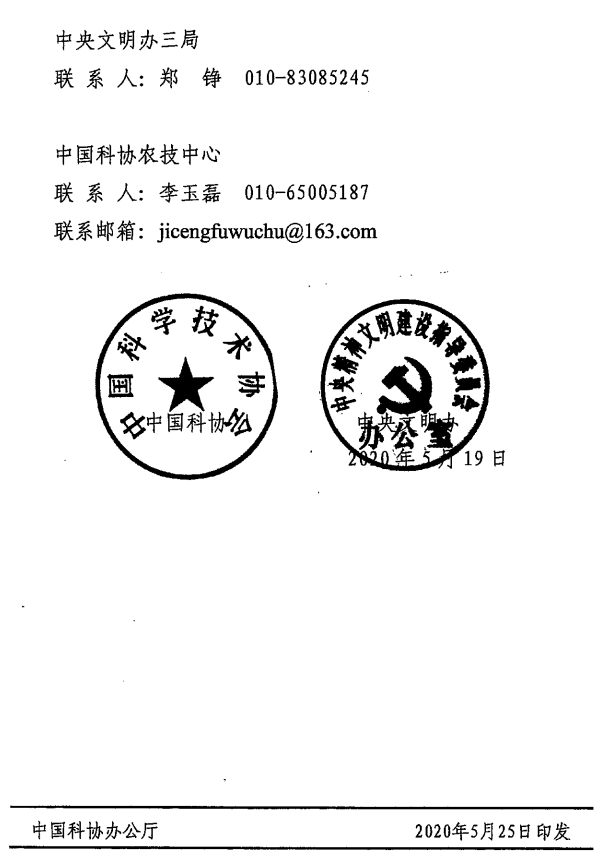 中央文明办三局
联 系 人：郑 铮 010-83085245
中国科协农技中心
联 系 人：李玉磊 010-65005187
联系邮箱：jicengfuwuchu@163.com
中国科学技术协会
中国科协
中央精神文明建设指导委员会
办公室
中央文明办
2020年5月19日
中国科协办公厅 2020年5月25日印发